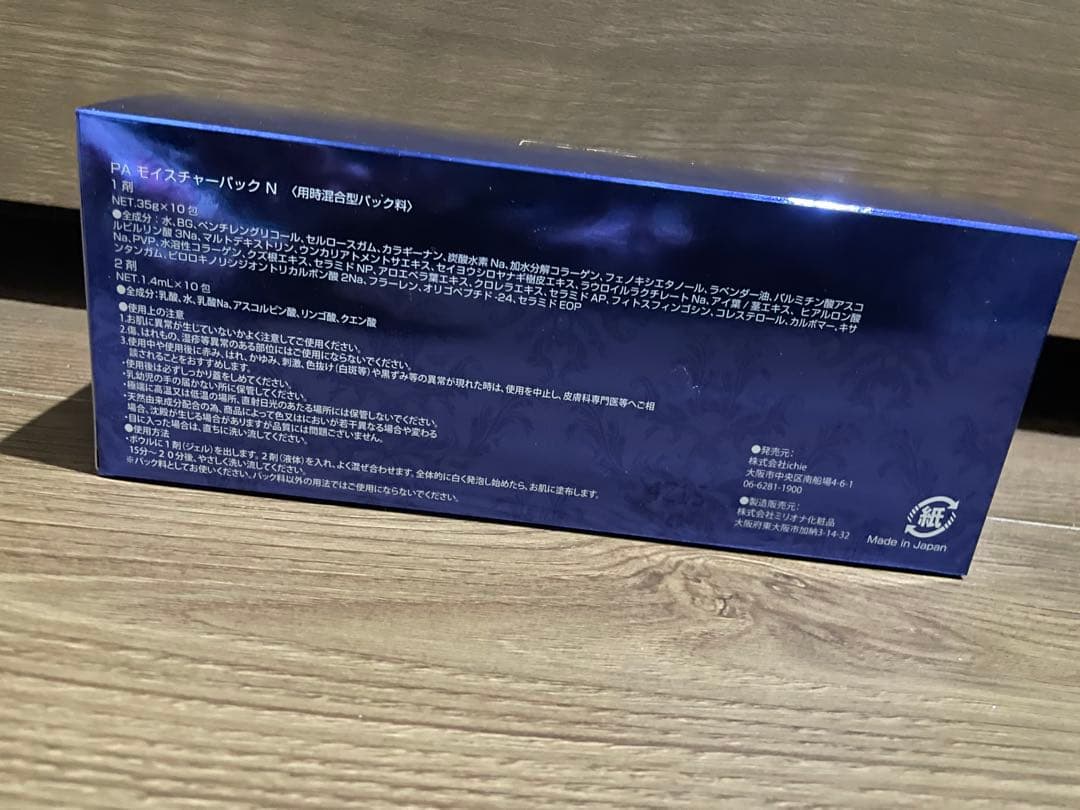 PA モイスチャーパック N 〈用時混合型パック料〉
1 剤
NET.35g×10 包
●全成分：水、BG、ペンチレングリコール、セルロースガム、カラギーナン、炭酸水素 Na、加水分解コラーゲン、フェノキシエタノール、ラベンダー油、パルミチン酸アスコ
ルビルリン酸 3Na、マルトデキストリン、ウンカリアトメントサエキス、セイヨウシロヤナギ樹皮エキス、ラウロイルラクチレート Na、アイ葉 / 茎エキス、ヒアルロン酸
Na、PVP、水溶性コラーゲン、クズ根エキス、セラミド NP、アロエベラ葉エキス、クロレラエキス、セラミド AP、フィトスフィンゴシン、コレステロール、カルボマー、キサ
ンタンガム、ピロロキノリンジオントリカルボン酸 2Na、フラーレン、オリゴペプチド -24、セラミド EOP
2 剤
NET.1.4mL×10 包
●全成分：乳酸、水、乳酸Na、アスコルビン酸、リンゴ酸、クエン酸
●使用上の注意
1.お肌に異常が生じていないかよく注意してご使用ください。
2.傷、はれもの、湿疹等異常のある部位にはご使用にならないでください。
3.使用中や使用後に赤み、はれ、かゆみ、刺激、色抜け（白斑等）や黒ずみ等の異常が現れた時は、使用を中止し、皮膚科専門医等へご相
談されることをおすすめします。
・使用後は必ずしっかり蓋をしめてください。
・乳幼児の手の届かない所に保管してください。
・極端に高温又は低温の場所、直射日光のあたる場所には保管しないでください。
・天然由来成分配合の為、商品によって色又はにおいが若干異なる場合や変わる
場合、沈殿が生じる場合がありますが品質には問題ございません。
・目に入った場合は、直ちに洗い流してください。
●使用方法
・ボウルに 1 剤（ジェル）を出します。2 剤（液体）を入れ、よく混ぜ合わせます。全体的に白く発泡し始めたら、お肌に塗布します。
15分〜２０分後、やさしく洗い流してください。
※パック料としてお使いください。パック料以外の用法ではご使用にならないでください。
●発売元：
株式会社ichie
大阪市中央区南船場4-6-1
06-6281-1900
●製造販売元：
株式会社ミリオナ化粧品
大阪府東大阪市加納3-14-32
紙
Made in Japan